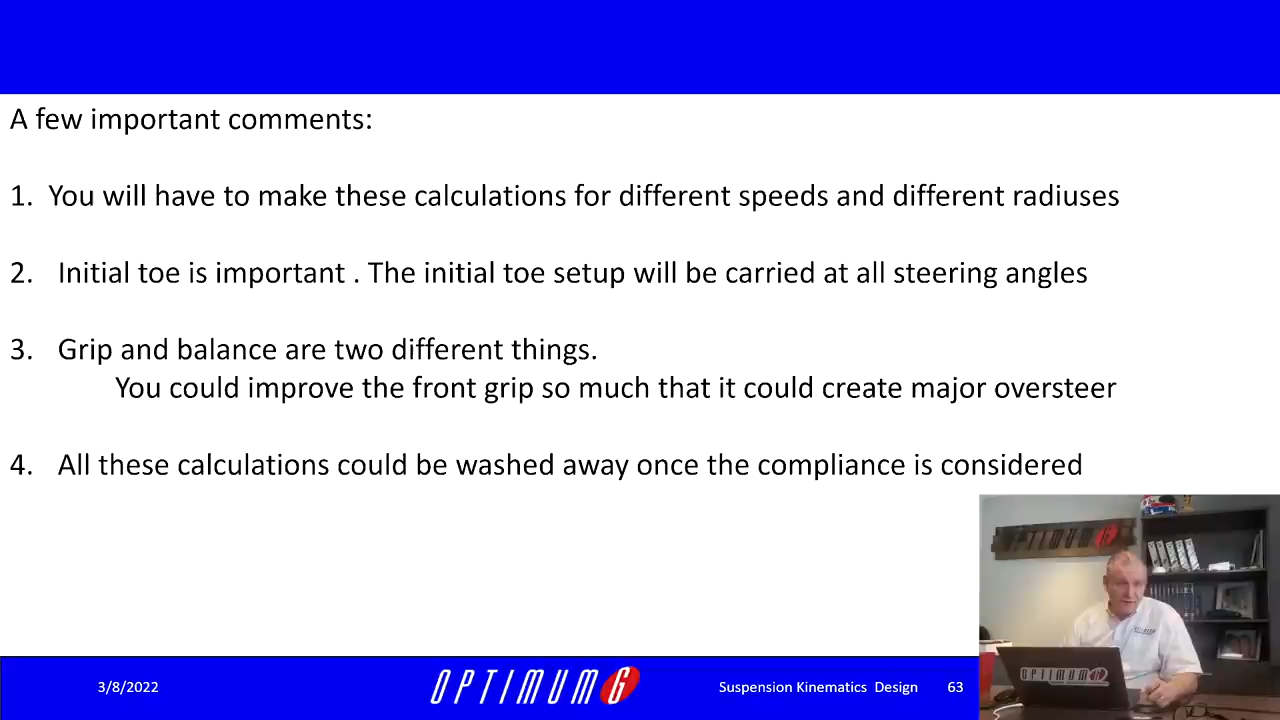 A few important comments:
1. You will have to make these calculations for different speeds and different radiuses
2. Initial toe is important . The initial toe setup will be carried at all steering angles
3. Grip and balance are two different things.
You could improve the front grip so much that it could create major oversteer
4. All these calculations could be washed away once the compliance is considered
OPTIMUM G
3/8/2022
OPTIMUM G
Suspension Kinematics Design
63
OPTIMUM G